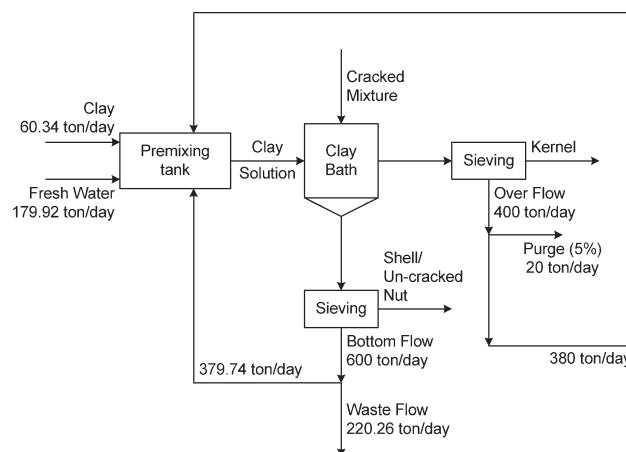 Cracked
Mixture
Clay
60.34 ton/day
Premixing
tank
Clay
Solution
Clay
Bath
Sieving
Kernel
Fresh Water
179.92 ton/day
Over Flow
400 ton/day
Purge (5%)
20 ton/day
Shell/
Un-cracked
Nut
Sieving
Bottom Flow
600 ton/day
380 ton/day
379.74 ton/day
Waste Flow
220.26 ton/day